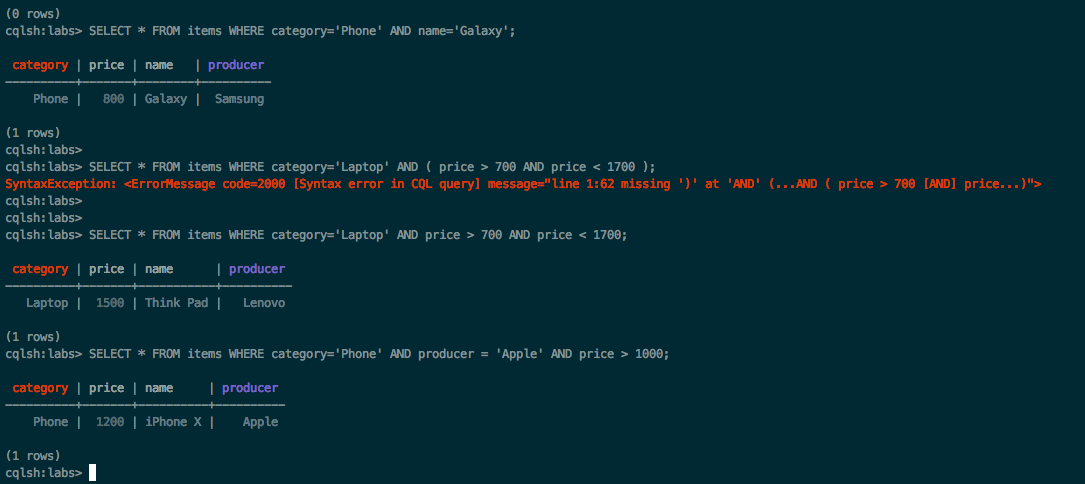 (0 rows)
cqlsh:labs> SELECT * FROM items WHERE category='Phone' AND name='Galaxy';
category | price | name | producer
----------+-------+--------+----------
Phone | 800 | Galaxy | Samsung
(1 rows)
cqlsh:labs>
cqlsh:labs> SELECT * FROM items WHERE category='Laptop' AND ( price > 700 AND price < 1700 );
SyntaxException: <ErrorMessage code=2000 [Syntax error in CQL query] message="line 1:62 missing ')' at 'AND' (...AND ( price > 700 [AND] price...)">
cqlsh:labs>
cqlsh:labs>
cqlsh:labs> SELECT * FROM items WHERE category='Laptop' AND price > 700 AND price < 1700;
category | price | name | producer
----------+-------+-----------+----------
Laptop | 1500 | Think Pad | Lenovo
(1 rows)
cqlsh:labs> SELECT * FROM items WHERE category='Phone' AND producer = 'Apple' AND price > 1000;
category | price | name | producer
----------+-------+----------+----------
Phone | 1200 | iPhone X | Apple
(1 rows)
cqlsh:labs>